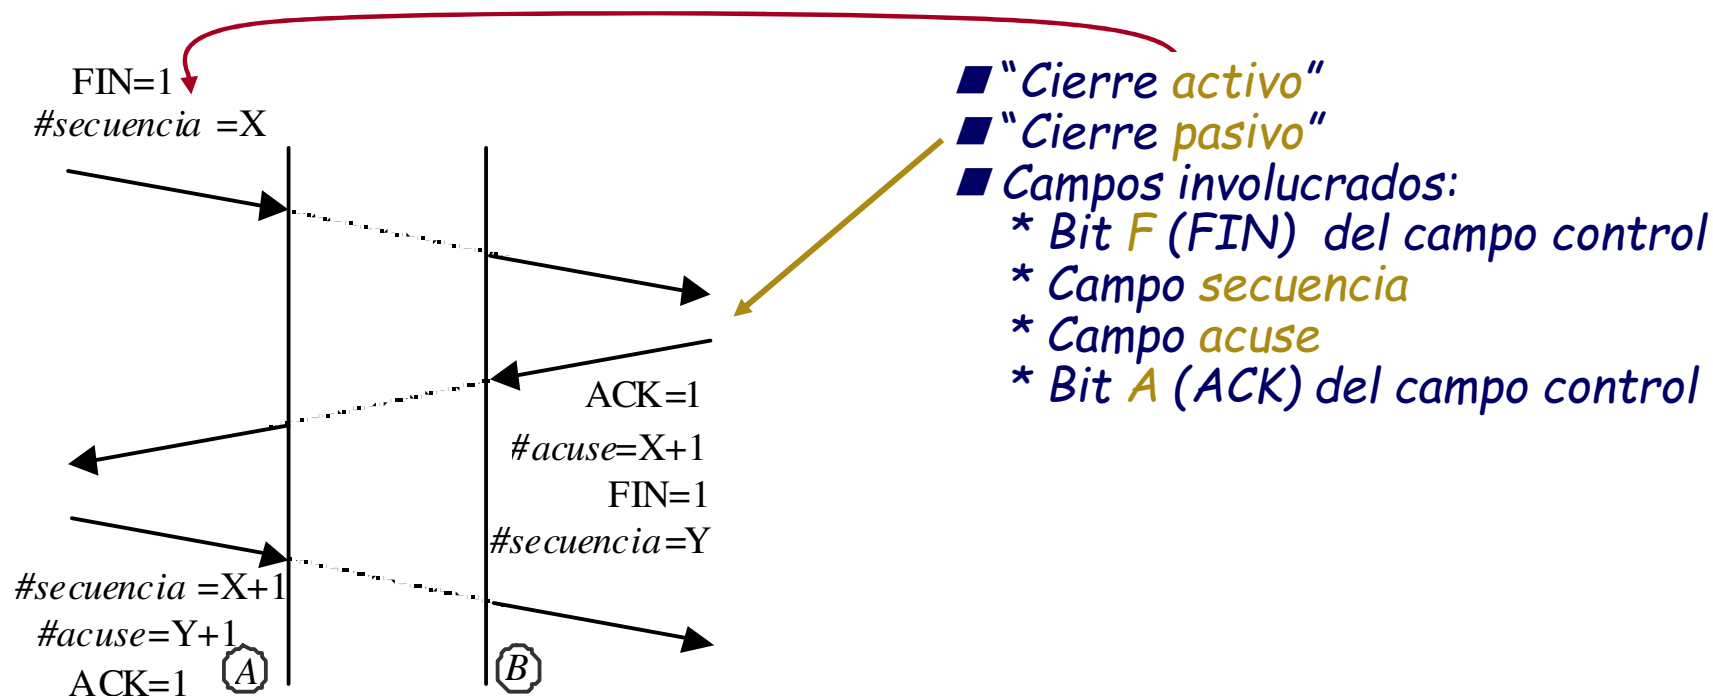 FIN=1
#secuencia =X
ACK=1
#acuse=X+1
FIN=1
#secuencia=Y
#secuencia =X+1
#acuse=Y+1
ACK=1
A
B
"Cierre activo"
"Cierre pasivo"
Campos involucrados:
* Bit F (FIN) del campo control
* Campo secuencia
* Campo acuse
* Bit A (ACK) del campo control